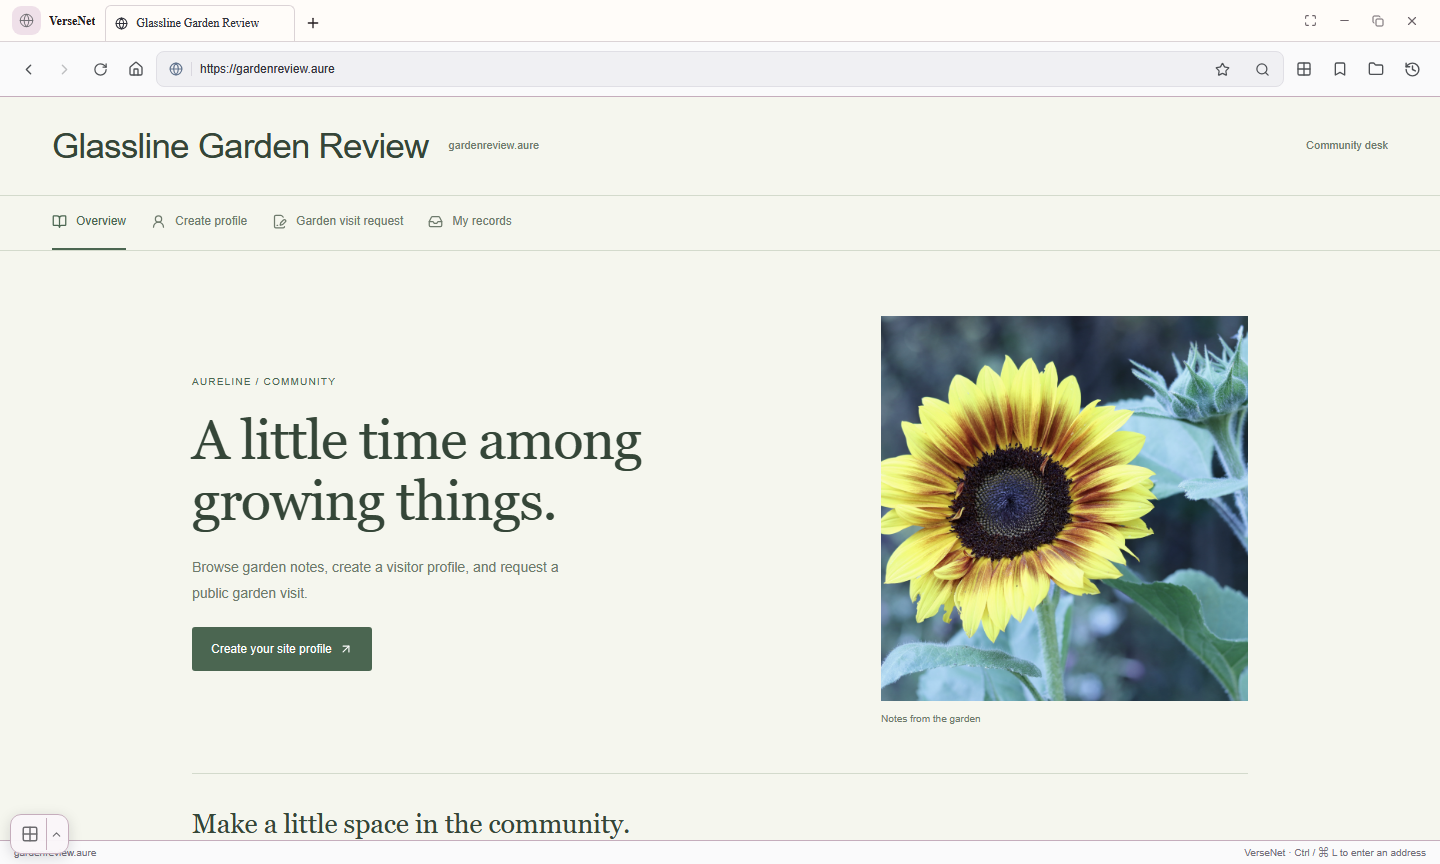 VerseNet
Glassline Garden Review
https://gardenreview.aure
Glassline Garden Review
gardenreview.aure
Community desk
Overview
Create profile
Garden visit request
My records
AURELINE / COMMUNITY
A little time among
growing things.
Browse garden notes, create a visitor profile, and request a
public garden visit.
Create your site profile
Notes from the garden
Make a little space in the community.
gardenreview.aure
VerseNet · Ctrl / ⌘ L to enter an address